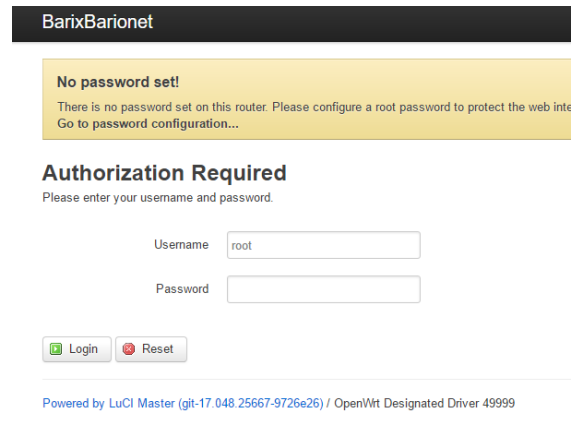 BarixBarionet
No password set!
There is no password set on this router. Please configure a root password to protect the web
Go to password configuration...
Authorization Required
Please enter your username and password.
Username
root
Password
Login
Reset
Powered by LuCI Master (git-17.048.25667-9726e26) / OpenWrt Designated Driver 49999